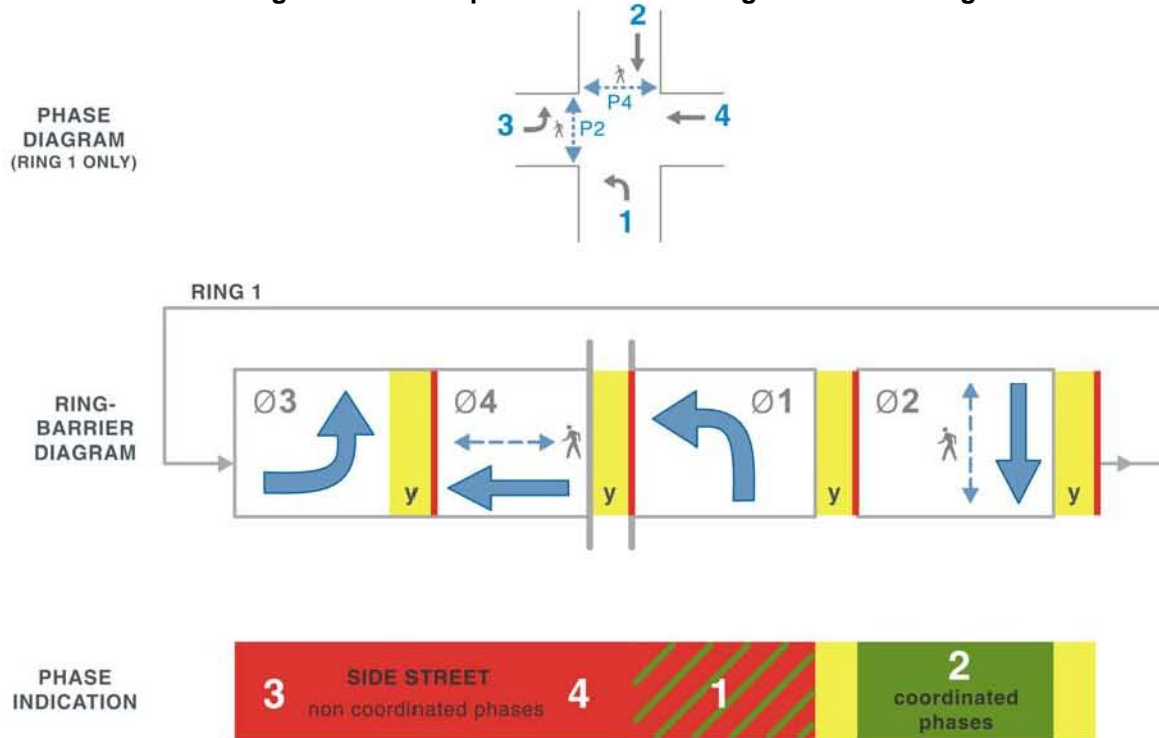 2
PHASE
DIAGRAM
(RING 1 ONLY)
P4
3
P2
4
1
RING 1
RING-
BARRIER
DIAGRAM
Ø3
y
Ø4
y
Ø1
y
Ø2
y
PHASE
INDICATION
3
SIDE STREET
non coordinated phases
4
1
2
coordinated
phases